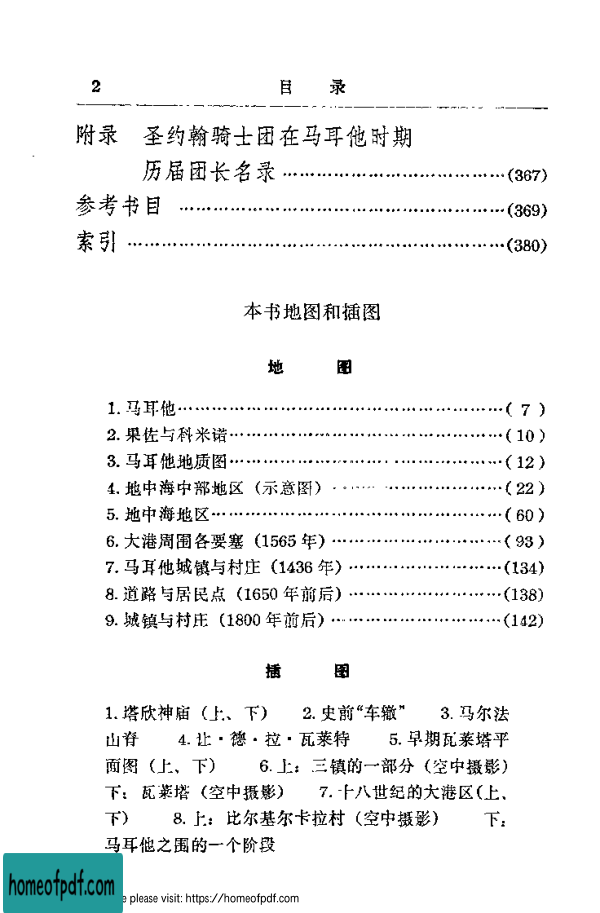 2 目 录
附录 圣约翰骑士团在马耳他时期
历届团长名录 …………………………………(367)
参考书目 …………………………………………(369)
索引 ………………………………………………(380)
本书地图和插图
地 图
1.马耳他……………………………………………( 7 )
2.果佐与科米诺……………………………………( 10 )
3.马耳他地质图……………………………………( 12 )
4.地中海中部地区（示意图）……………………( 22 )
5.地中海地区………………………………………( 60 )
6.大港周围各要塞（1565 年）……………………( 93 )
7.马耳他城镇与村庄（1436 年）…………………(134)
8.道路与居民点（1650 年前后）…………………(138)
9.城镇与村庄（1800 年前后）……………………(142)
插 图
1.塔欣神庙（上、下） 2.史前“车辙” 3.马尔法
山脊 4.让·德·拉·瓦莱特 5.早期瓦莱塔平
面图（上、下） 6.上：三镇的一部分（空中摄影）
下：瓦莱塔（空中摄影） 7.十八世纪的大港区(上、
下） 8.上：比尔基尔卡拉村（空中摄影） 下：
马耳他之围的一个阶段
homeofpdf.com
e please visit: https://homeofpdf.com